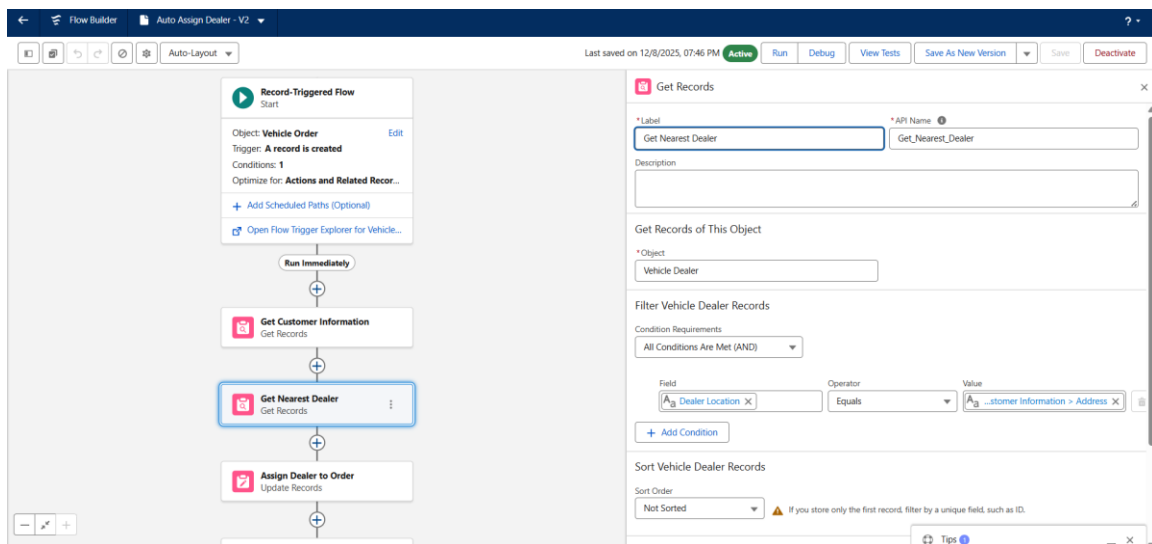 Flow Builder
Auto Assign Dealer - V2
?
Auto-Layout
Last saved on 12/8/2025, 07:46 PM
Active
Run
Debug
View Tests
Save As New Version
Save
Deactivate
Record-Triggered Flow
Start
Object: Vehicle Order
Edit
Trigger: A record is created
Conditions: 1
Optimize for: Actions and Related Recor...
+ Add Scheduled Paths (Optional)
Open Flow Trigger Explorer for Vehicle...
Run Immediately
Get Customer Information
Get Records
Get Nearest Dealer
Get Records
Assign Dealer to Order
Update Records
Get Records
* Label
* API Name
Get Nearest Dealer
Get_Nearest_Dealer
Description
Get Records of This Object
* Object
Vehicle Dealer
Filter Vehicle Dealer Records
Condition Requirements
All Conditions Are Met (AND)
Field
Operator
Value
Aa Dealer Location ×
Equals
Aa ...stomer Information > Address ×
+ Add Condition
Sort Vehicle Dealer Records
Sort Order
Not Sorted
If you store only the first record, filter by a unique field, such as ID.
Tips 1